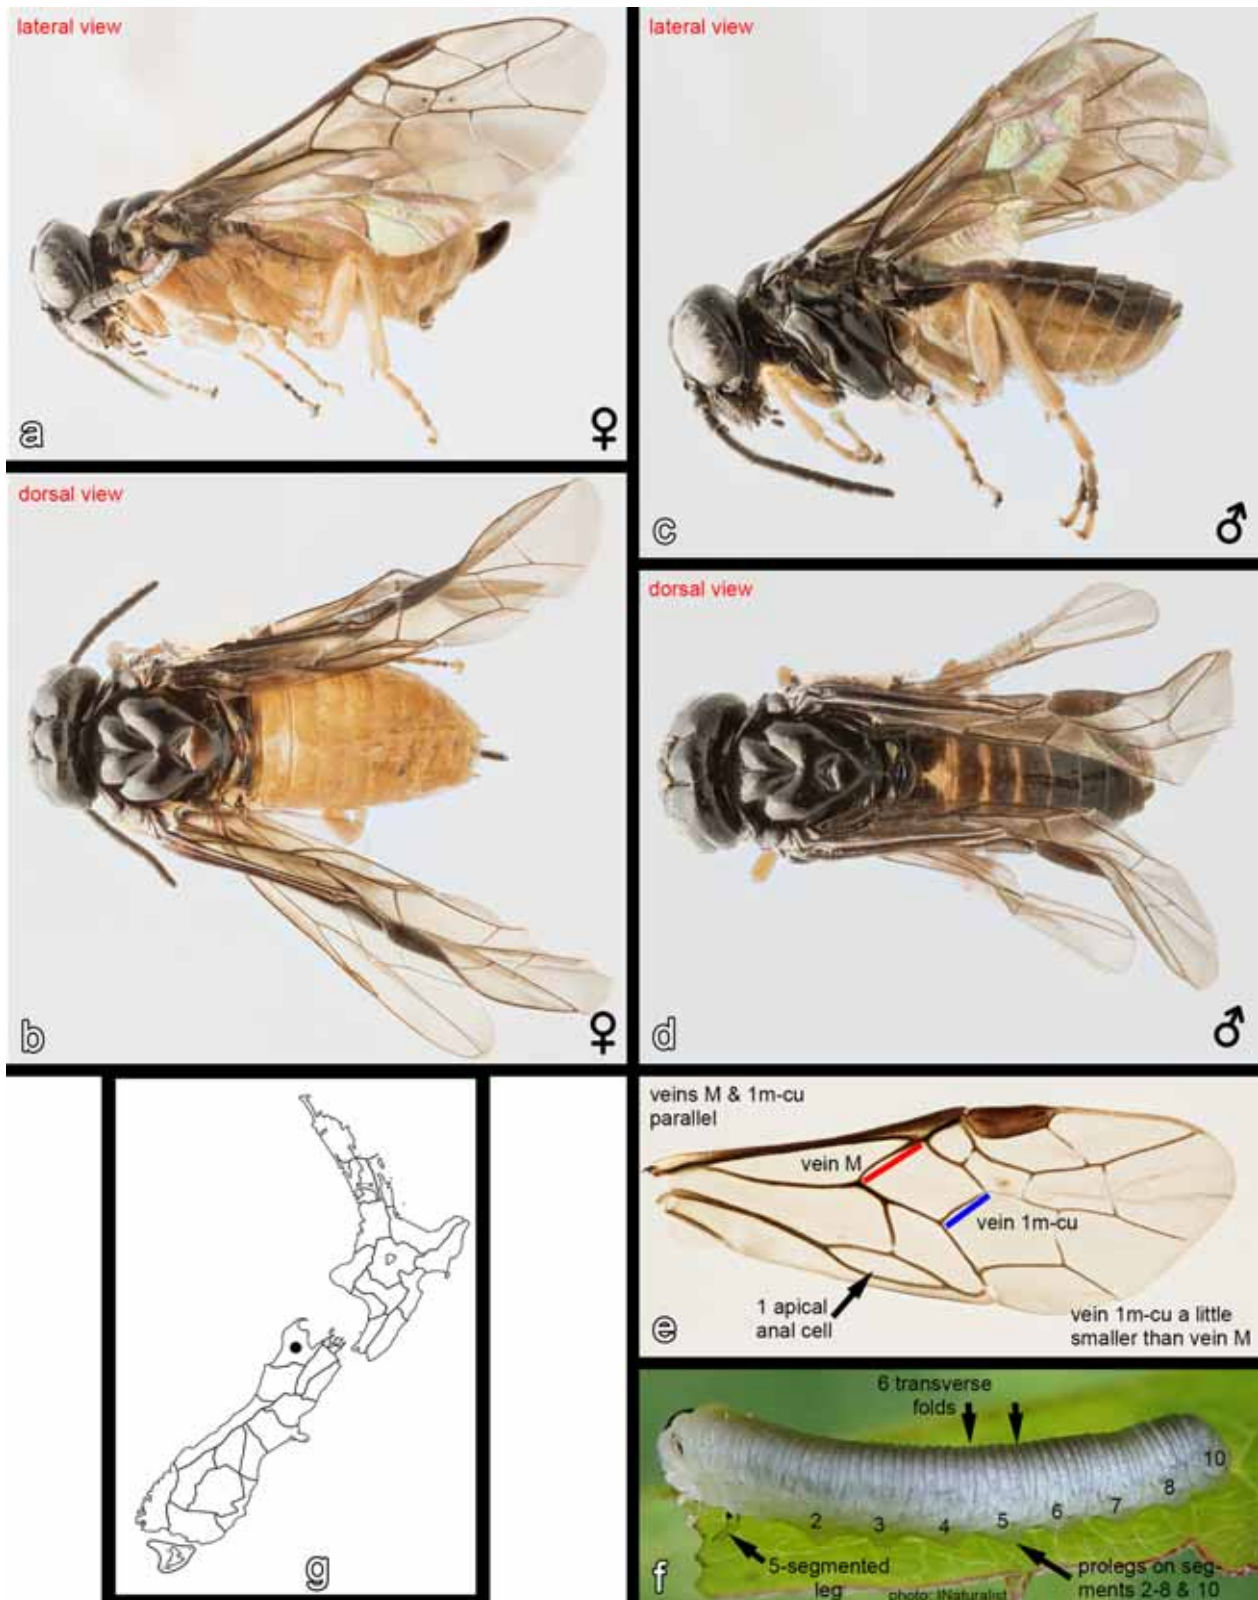 lateral view
a
♀
lateral view
c
♂
dorsal view
b
♀
dorsal view
d
♂
g
veins M & 1m-cu
parallel
vein M
vein 1m-cu
1 apical
anal cell
e
vein 1m-cu a little
smaller than vein M
6 transverse
folds
2
3
4
5
6
7
8
10
f
5-segmented
leg
photo: INaturalist
prolegs on seg-
ments 2-8 & 10